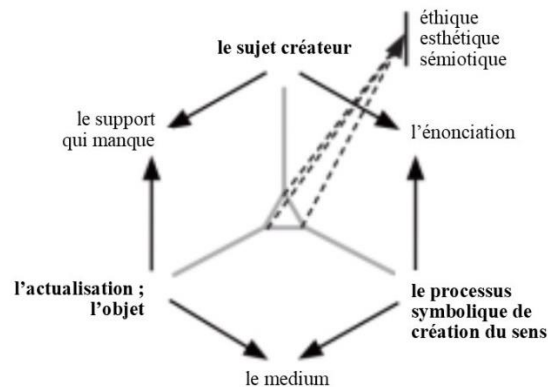 éthique
esthétique
sémiotique
le sujet créateur
le support
qui manque
l'énonciation
l'actualisation ;
l'objet
le processus
symbolique de
création du sens
le medium